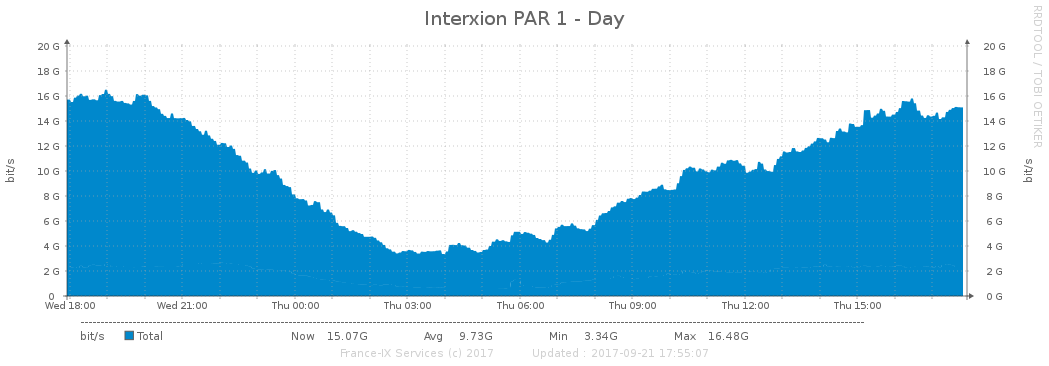 Interxion PAR 1 - Day
RRDTOOL / TOBI OETIKER
bit/s
20 G 20 G
18 G 18 G
16 G 16 G
14 G 14 G
12 G 12 G
10 G 10 G
8 G 8 G
6 G 6 G
4 G 4 G
2 G 2 G
0 0 G
bit/s
Wed 18:00 Wed 21:00 Thu 00:00 Thu 03:00 Thu 06:00 Thu 09:00 Thu 12:00 Thu 15:00
bit/s Total Now 15.07G Avg 9.73G Min 3.34G Max 16.48G
France-IX Services (c) 2017 Updated : 2017-09-21 17:55:07